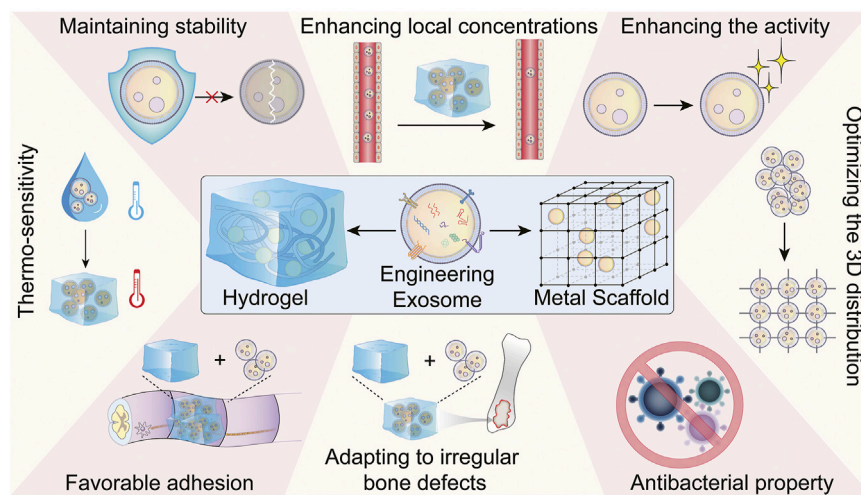 Maintaining stability
Enhancing local concentrations
Enhancing the activity
Thermo-sensitivity
Optimizing the 3D distribution
Hydrogel
Engineering
Exosome
Metal Scaffold
+
+
Favorable adhesion
Adapting to irregular
bone defects
Antibacterial property